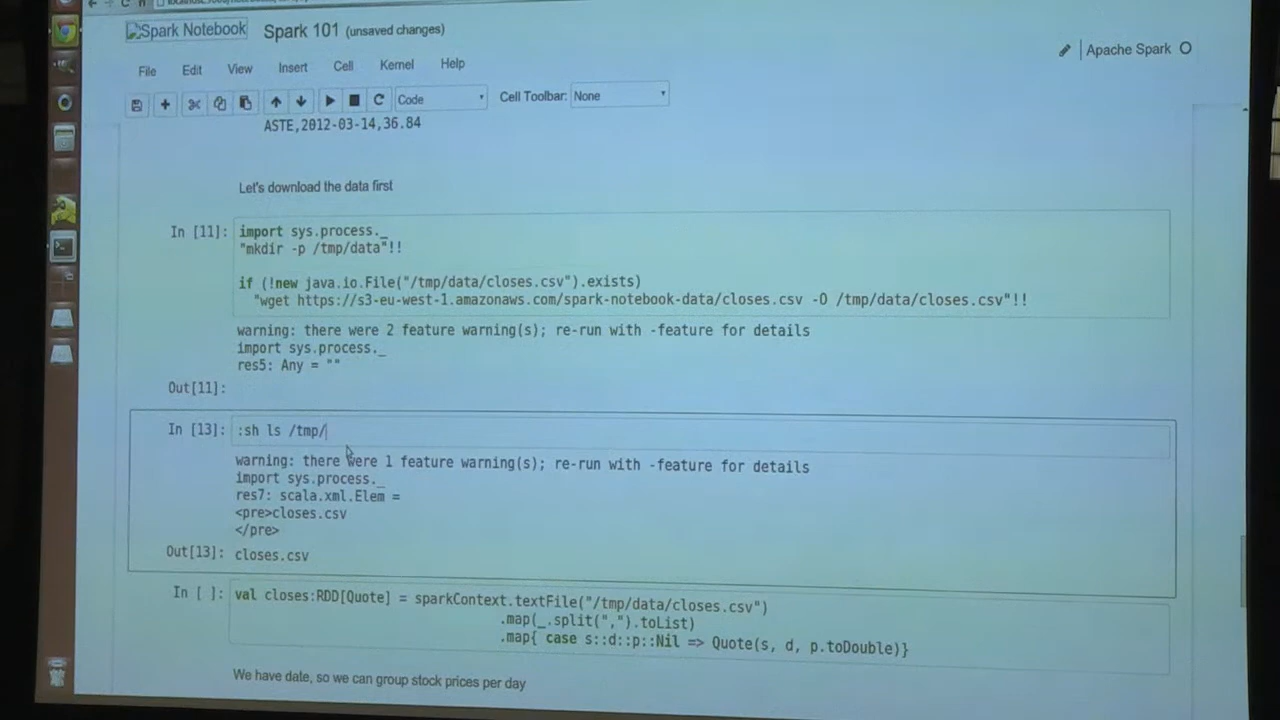 Spark Notebook Spark 101 (unsaved changes)
Apache Spark
File Edit View Insert Cell Kernel Help
Code Cell Toolbar: None
ASTE,2012-03-14,36.84
Let's download the data first
In [11]: import sys.process._
"mkdir -p /tmp/data"!!
if (!new java.io.File("/tmp/data/closes.csv").exists)
"wget https://s3-eu-west-1.amazonaws.com/spark-notebook-data/closes.csv -O /tmp/data/closes.csv"!!
warning: there were 2 feature warning(s); re-run with -feature for details
import sys.process._
res5: Any = ""
Out[11]:
In [13]: :sh ls /tmp/
warning: there were 1 feature warning(s); re-run with -feature for details
import sys.process._
res7: scala.xml.Elem =
<pre>closes.csv
</pre>
Out[13]: closes.csv
In [ ]: val closes:RDD[Quote] = sparkContext.textFile("/tmp/data/closes.csv")
.map(_.split(",").toList)
.map{ case s::d::p::Nil => Quote(s, d, p.toDouble)}
We have date, so we can group stock prices per day